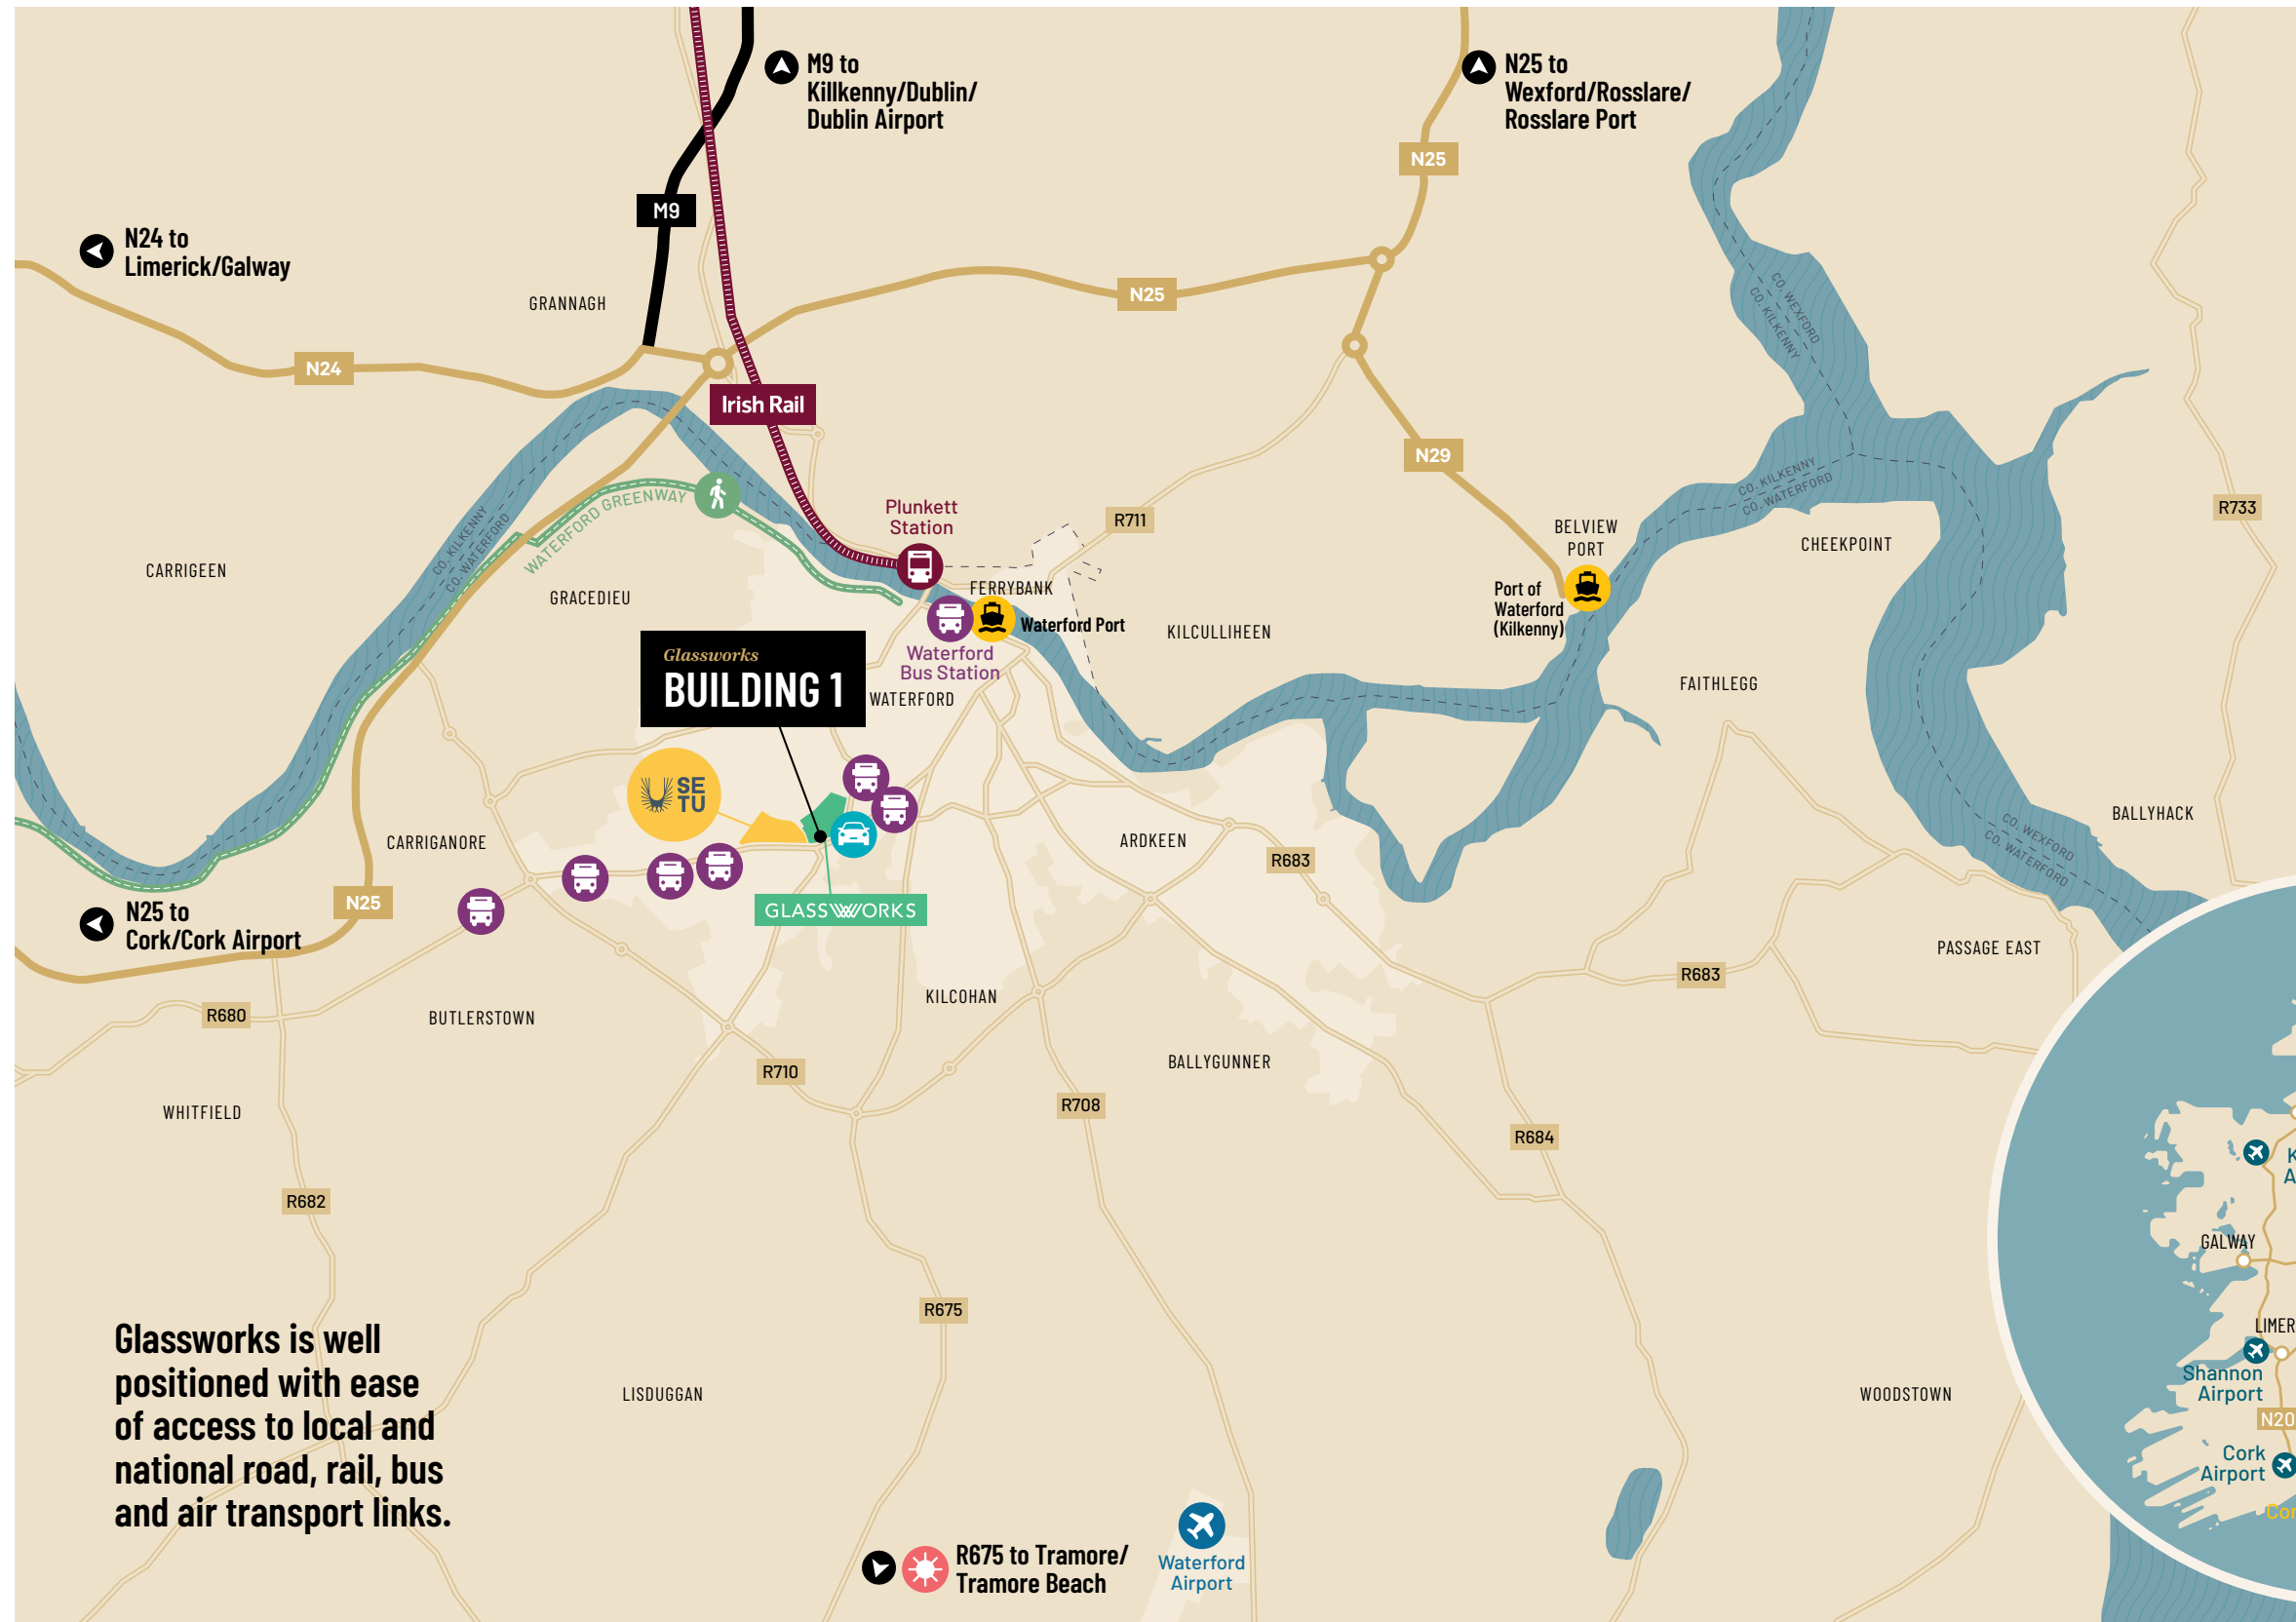 M9 to
Killkenny/Dublin/
Dublin Airport
N25 to
Wexford/Rosslare/
Rosslare Port
N25
M9
N24 to
Limerick/Galway
N25
GRANNAGH
CO. WEXFORD
CO. KILKENNY
N24
Irish Rail
N29
WATERFORD GREENWAY
CO. KILKENNY
CO. WATERFORD
CO. KILKENNY
CO. WATERFORD
Plunkett
Station
R711
R733
BELVIEW
PORT
CHEEKPOINT
CARRIGEEN
GRACEDIEU
FERRYBANK
Port of
Waterford
(Kilkenny)
Waterford Port
KILCULLIHEEN
Waterford
Bus Station
Glassworks
BUILDING 1
WATERFORD
FAITHLEGG
SE
TU
BALLYHACK
CARRIGANORE
ARDKEEN
R683
CO. WEXFORD
CO. WATERFORD
N25
GLASSWORKS
N25 to
Cork/Cork Airport
PASSAGE EAST
R683
KILCOHAN
R680
BUTLERSTOWN
BALLYGUNNER
R710
R708
WHITFIELD
R684
K
A
R682
GALWAY
R675
LIMER
Glassworks is well
positioned with ease
of access to local and
national road, rail, bus
and air transport links.
Shannon
Airport
LISDUGGAN
WOODSTOWN
N20
Cork
Airport
Cor
R675 to Tramore/
Tramore Beach
Waterford
Airport